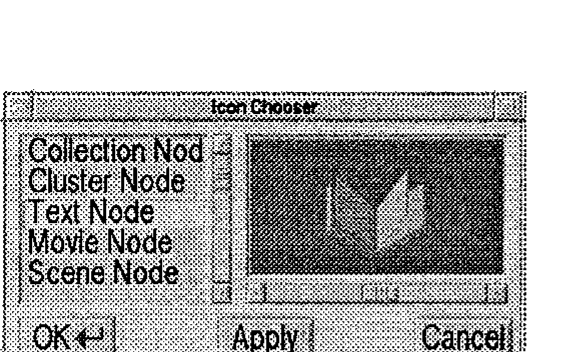 Icon Chooser
Collection Nod
Cluster Node
Text Node
Movie Node
Scene Node
OK↵ Apply Cancel